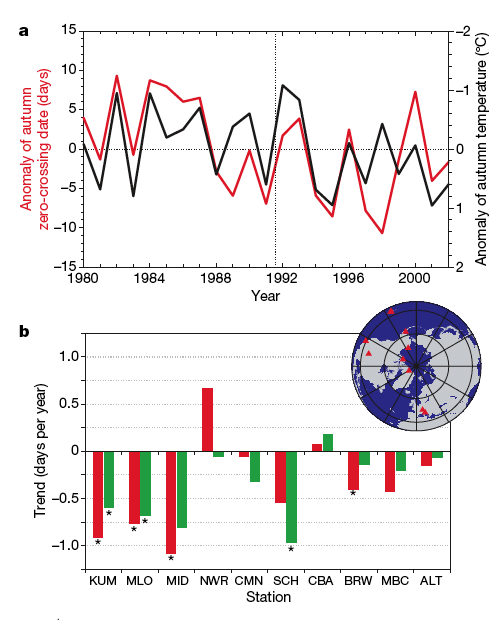 a
15
10
5
0
−5
−10
−15
Anomaly of autumn
zero-crossing date (days)
−2
−1
0
1
2
Anomaly of autumn temperature (ºC)
1980 1984 1988 1992 1996 2000
Year
b
1.0
0.5
0
−0.5
−1.0
Trend (days per year)
* * * * * * *
KUM MLO MID NWR CMN SCH CBA BRW MBC ALT
Station